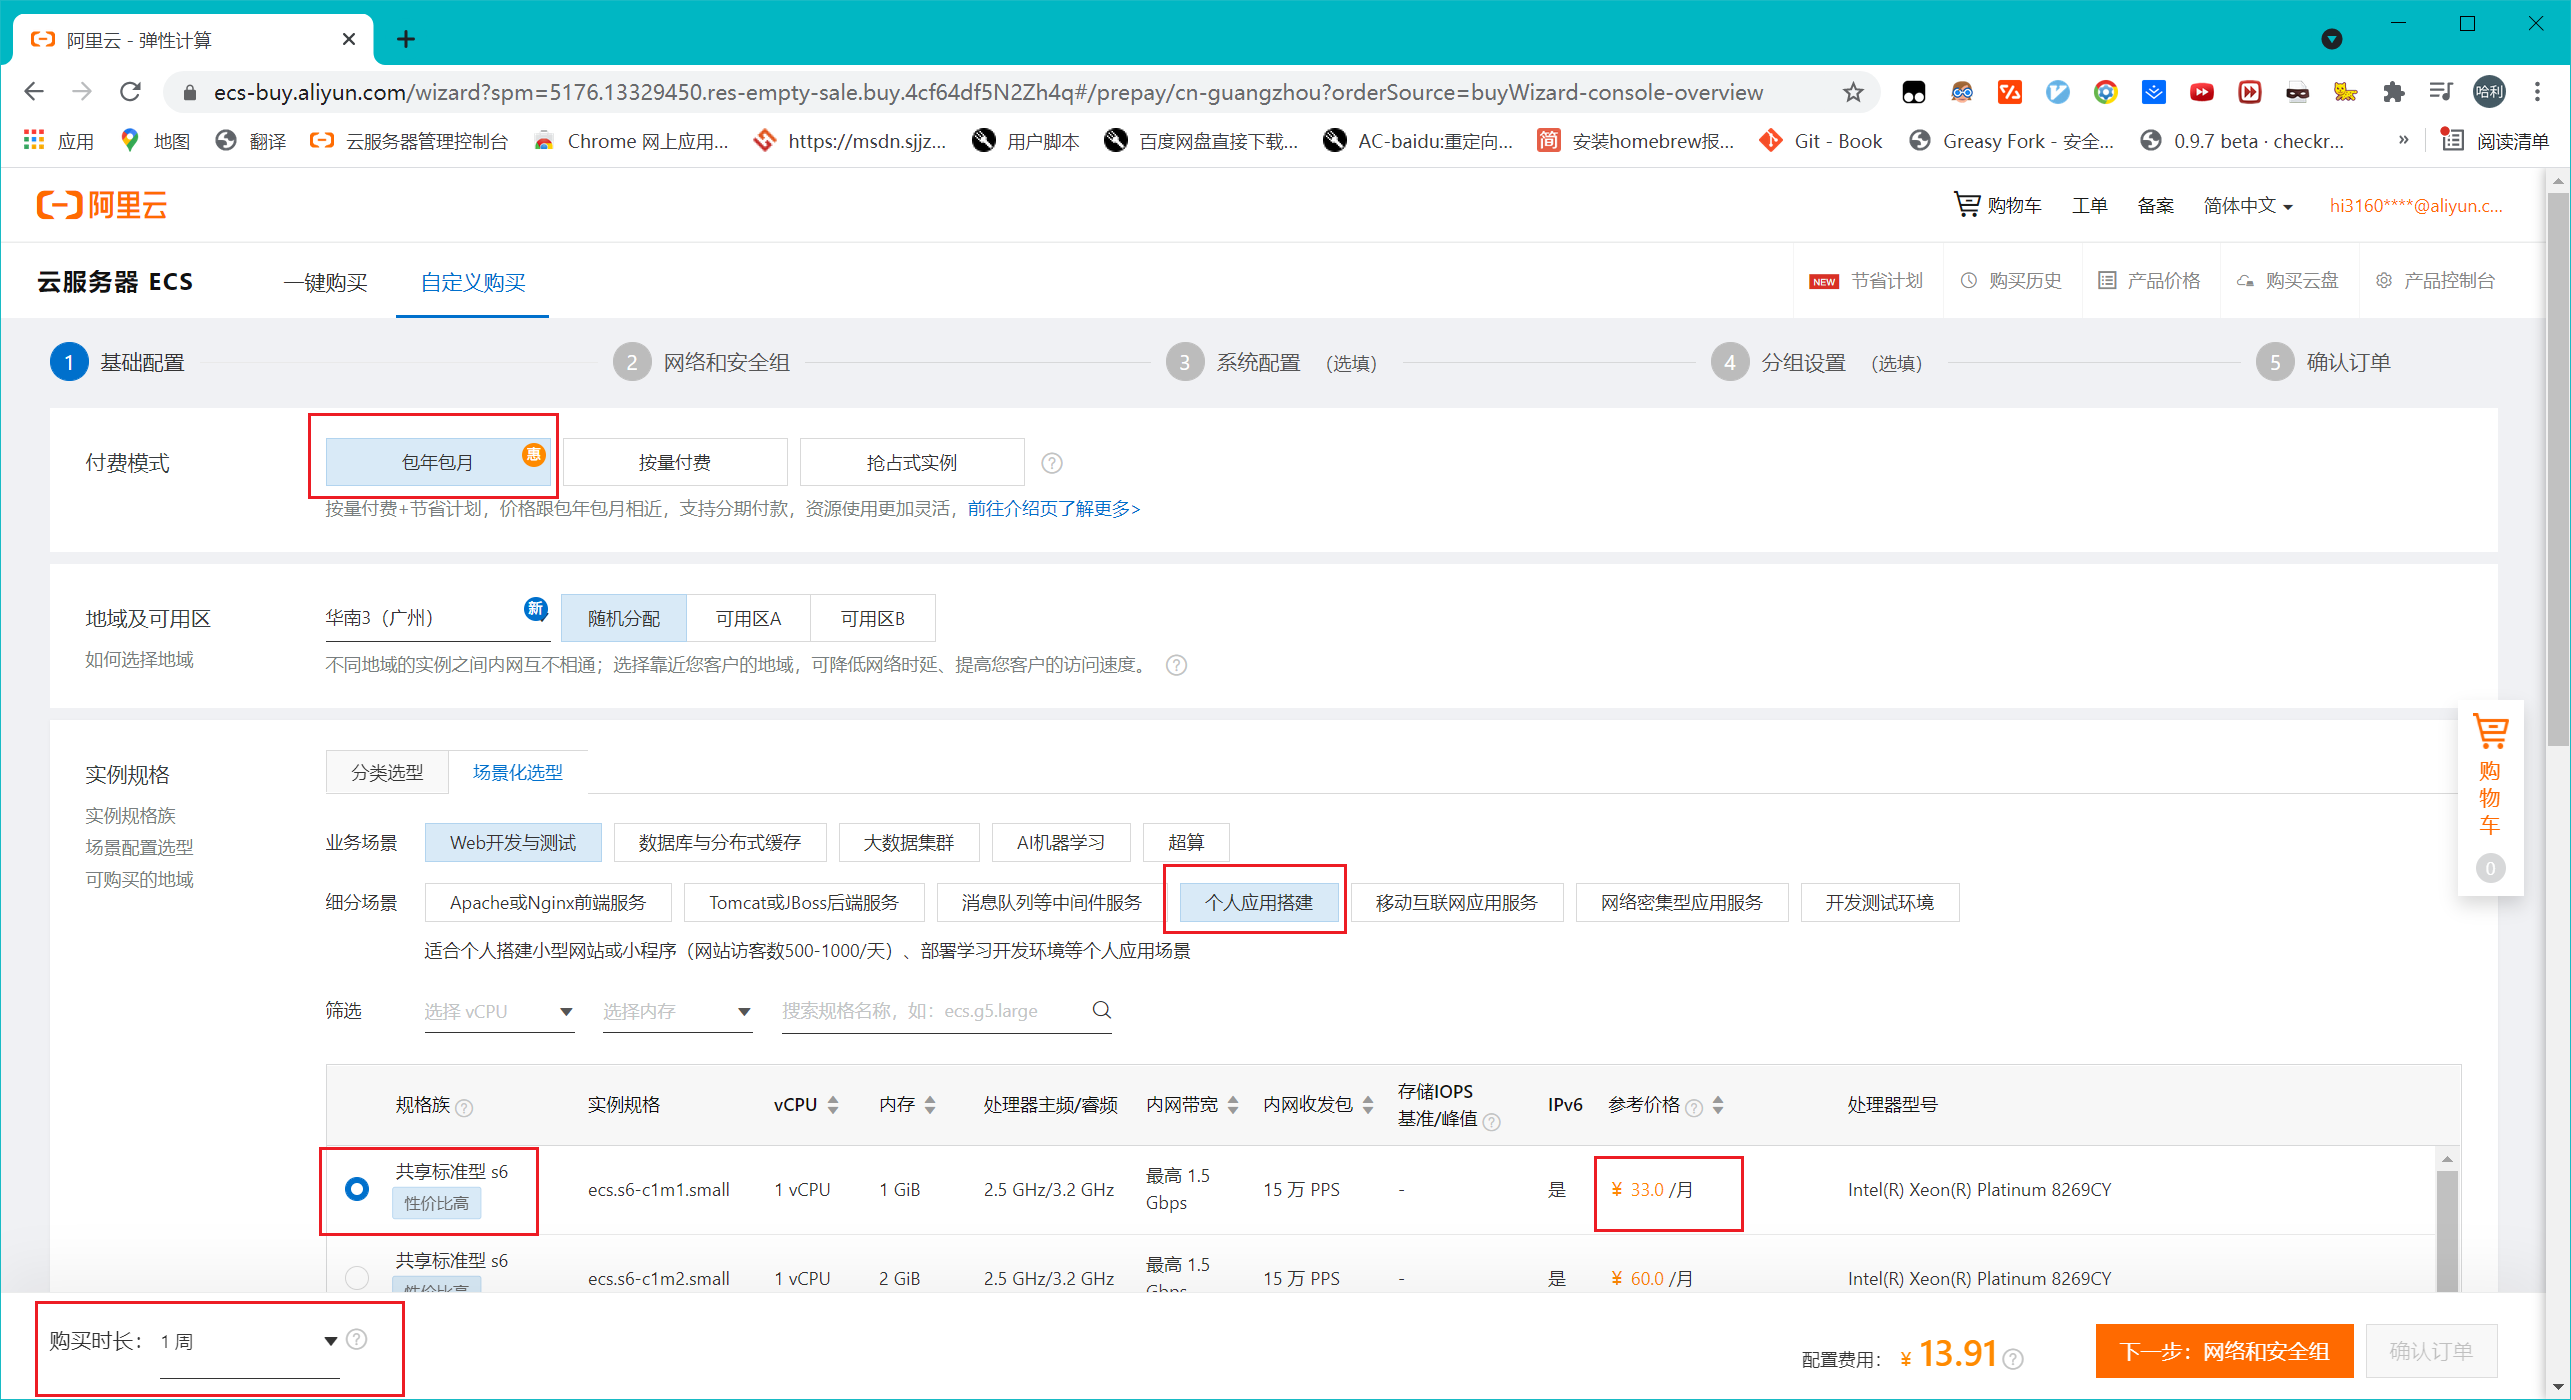 阿里云 - 弹性计算
ecs-buy.aliyun.com/wizard?spm=5176.13329450.res-empty-sale.buy.4cf64df5N2Zh4q#/prepay/cn-guangzhou?orderSource=buyWizard-console-overview
哈利
应用 地图 翻译 云服务器管理控制台 Chrome 网上应用... https://msdn.sjjz... 用户脚本 百度网盘直接下载... AC-baidu:重定向... 简 安装homebrew报... Git - Book Greasy Fork - 安全... 0.9.7 beta · checkr... » 阅读清单
阿里云 购物车 工单 备案 简体中文 hi3160****@aliyun.c...
云服务器 ECS 一键购买 自定义购买 NEW 节省计划 购买历史 产品价格 购买云盘 产品控制台
1 基础配置 2 网络和安全组 3 系统配置 (选填) 4 分组设置 (选填) 5 确认订单
付费模式 包年包月 惠 按量付费 抢占式实例
按量付费+节省计划，价格跟包年包月相近，支持分期付款，资源使用更加灵活，前往介绍页了解更多>
地域及可用区 华南3（广州） 新 随机分配 可用区A 可用区B
如何选择地域 不同地域的实例之间内网互不相通；选择靠近您客户的地域，可降低网络时延、提高您客户的访问速度。
实例规格 分类选型 场景化选型
实例规格族
场景配置选型
可购买的地域
业务场景 Web开发与测试 数据库与分布式缓存 大数据集群 AI机器学习 超算
细分场景 Apache或Nginx前端服务 Tomcat或JBoss后端服务 消息队列等中间件服务 个人应用搭建 移动互联网应用服务 网络密集型应用服务 开发测试环境
适合个人搭建小型网站或小程序（网站访客数500-1000/天）、部署学习开发环境等个人应用场景
筛选 选择 vCPU 选择内存 搜索规格名称，如：ecs.g5.large
规格族 实例规格 vCPU 内存 处理器主频/睿频 内网带宽 内网收发包 存储IOPS 基准/峰值 IPv6 参考价格 处理器型号
共享标准型 s6 性价比高 ecs.s6-c1m1.small 1 vCPU 1 GiB 2.5 GHz/3.2 GHz 最高 1.5 Gbps 15 万 PPS - 是 ¥ 33.0 /月 Intel(R) Xeon(R) Platinum 8269CY
共享标准型 s6 性价比高 ecs.s6-c1m2.small 1 vCPU 2 GiB 2.5 GHz/3.2 GHz 最高 1.5 Gbps 15 万 PPS - 是 ¥ 60.0 /月 Intel(R) Xeon(R) Platinum 8269CY
购物车
0
购买时长： 1 周 配置费用： ¥ 13.91 下一步：网络和安全组 确认订单